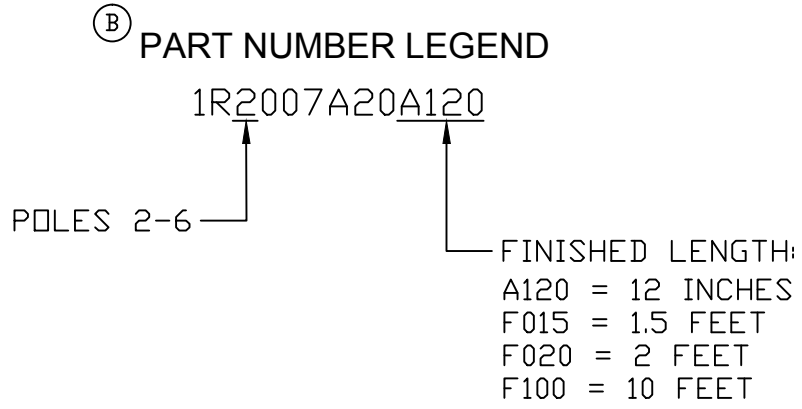 B
PART NUMBER LEGEND
1R2007A20A120
POLES 2-6
FINISHED LENGTH:
A120 = 12 INCHES
F015 = 1.5 FEET
F020 = 2 FEET
F100 = 10 FEET